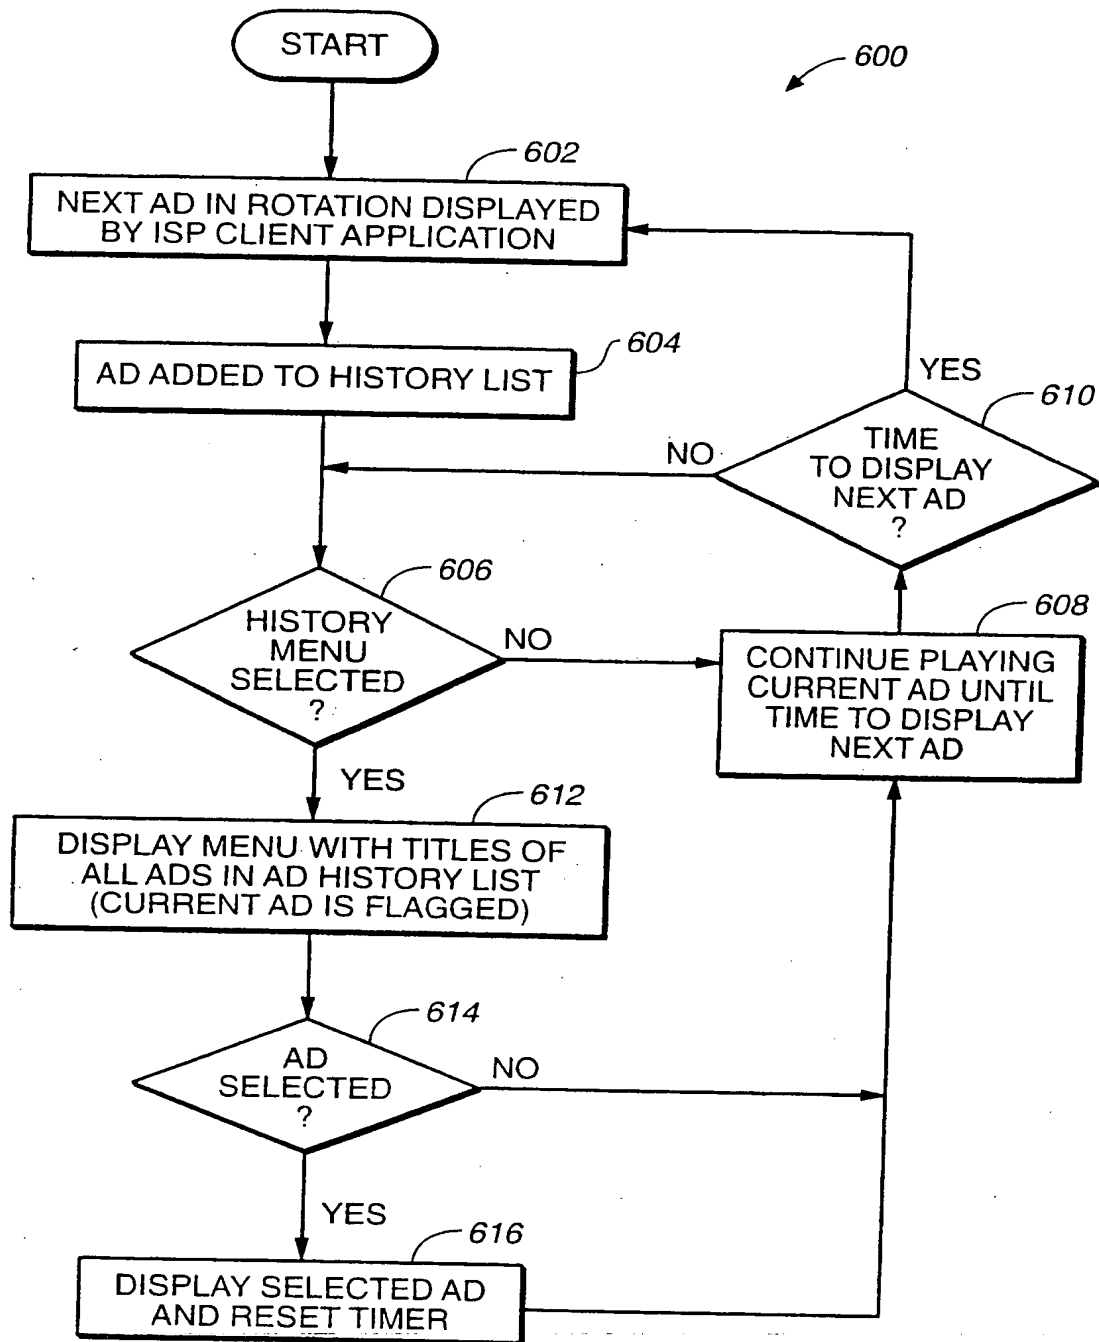 START
600
602
NEXT AD IN ROTATION DISPLAYED
BY ISP CLIENT APPLICATION
604
AD ADDED TO HISTORY LIST
YES
610
TIME
TO DISPLAY
NEXT AD
?
NO
606
HISTORY
MENU
SELECTED
?
NO
608
CONTINUE PLAYING
CURRENT AD UNTIL
TIME TO DISPLAY
NEXT AD
YES
612
DISPLAY MENU WITH TITLES OF
ALL ADS IN AD HISTORY LIST
(CURRENT AD IS FLAGGED)
614
AD
SELECTED
?
NO
YES
616
DISPLAY SELECTED AD
AND RESET TIMER